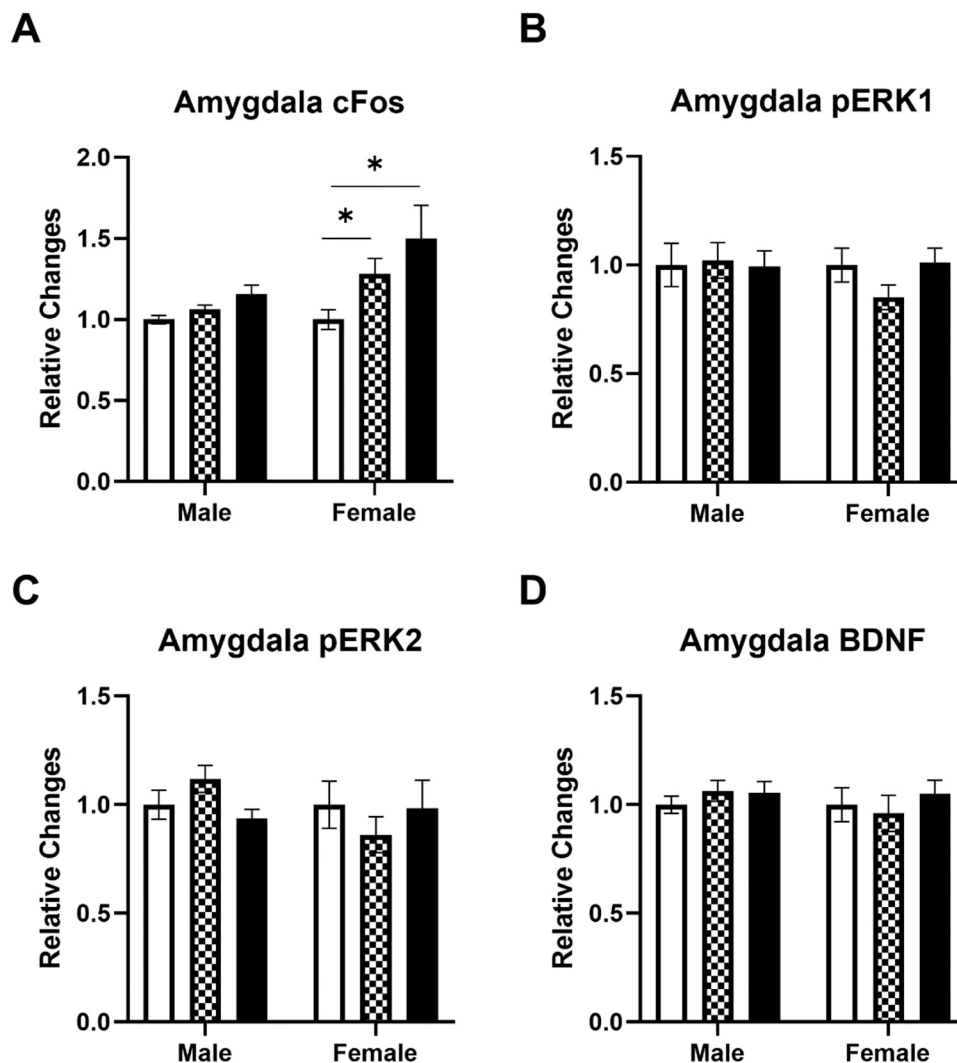 A
Amygdala cFos
Relative Changes
2.0
1.5
1.0
0.5
0.0
*
*
Male
Female
B
Amygdala pERK1
Relative Changes
1.5
1.0
0.5
0.0
Male
Female
C
Amygdala pERK2
Relative Changes
1.5
1.0
0.5
0.0
Male
Female
D
Amygdala BDNF
Relative Changes
1.5
1.0
0.5
0.0
Male
Female